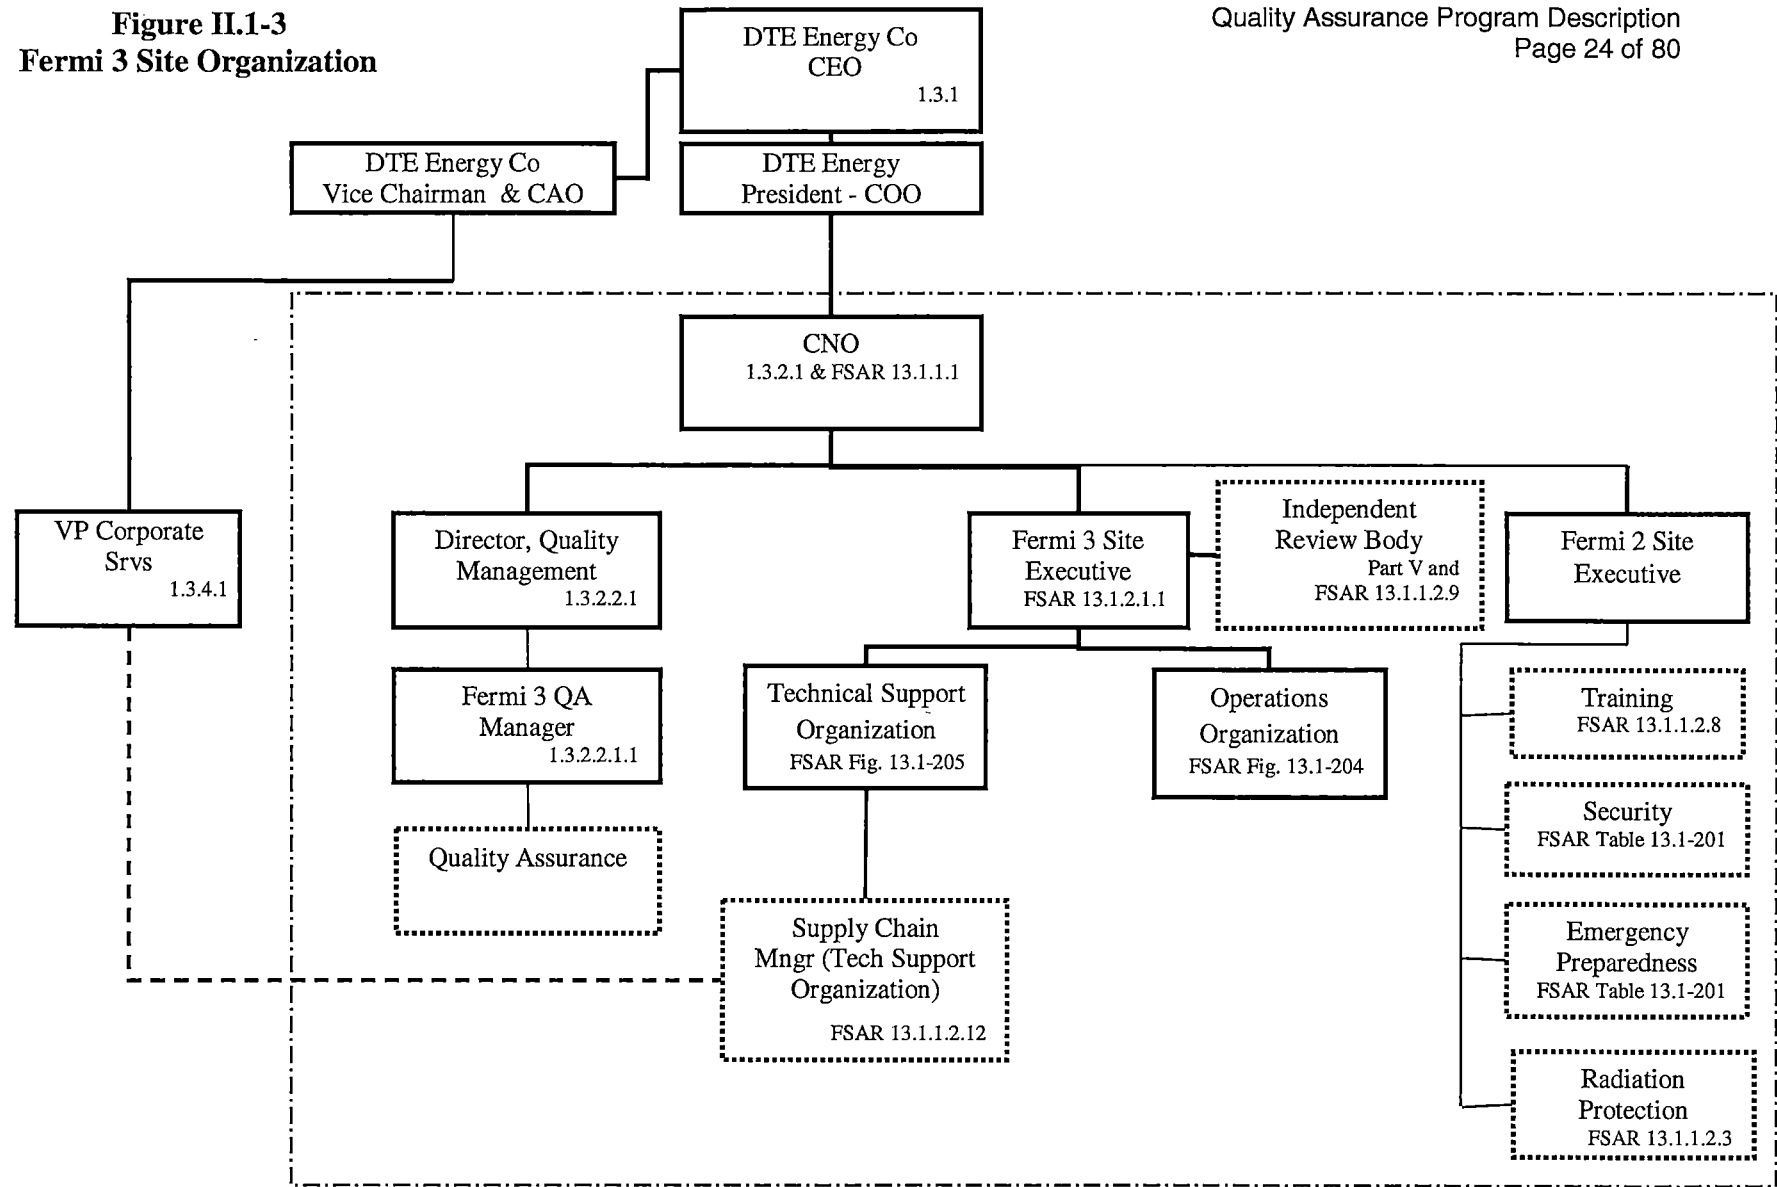 Figure II.1-3
Fermi 3 Site Organization
Quality Assurance Program Description
Page 24 of 80
DTE Energy Co
CEO
1.3.1
DTE Energy Co
Vice Chairman & CAO
DTE Energy
President - COO
CNO
1.3.2.1 & FSAR 13.1.1.1
VP Corporate
Srvs
1.3.4.1
Director, Quality
Management
1.3.2.2.1
Fermi 3 Site
Executive
FSAR 13.1.2.1.1
Independent
Review Body
Part V and
FSAR 13.1.1.2.9
Fermi 2 Site
Executive
Fermi 3 QA
Manager
1.3.2.2.1.1
Technical Support
Organization
FSAR Fig. 13.1-205
Operations
Organization
FSAR Fig. 13.1-204
Training
FSAR 13.1.1.2.8
Security
FSAR Table 13.1-201
Quality Assurance
Supply Chain
Mngr (Tech Support
Organization)
FSAR 13.1.1.2.12
Emergency
Preparedness
FSAR Table 13.1-201
Radiation
Protection
FSAR 13.1.1.2.3